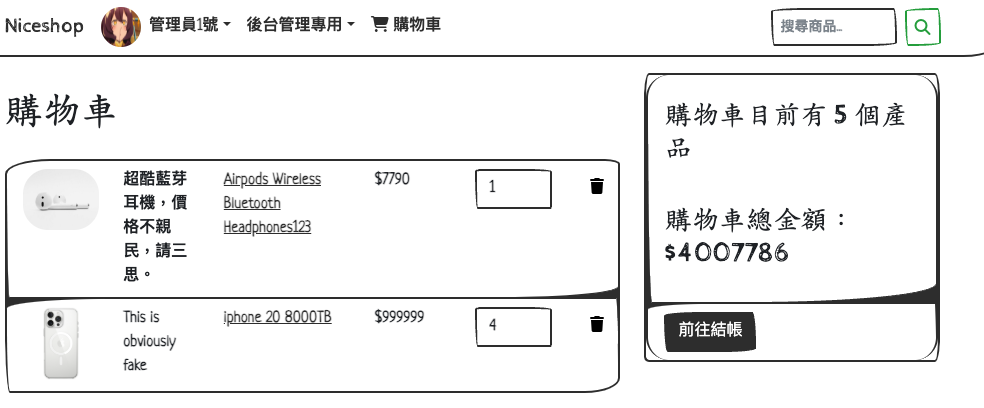 Niceshop 管理員1號 後台管理專用 購物車 搜尋商品...
購物車
超酷藍芽
耳機，價
格不親
民，請三
思。
Airpods Wireless
Bluetooth
Headphones123
$7790
1
This is
obviously
fake
iphone 20 8000TB
$999999
4
購物車目前有 5 個產
品
購物車總金額：
$4007786
前往結帳